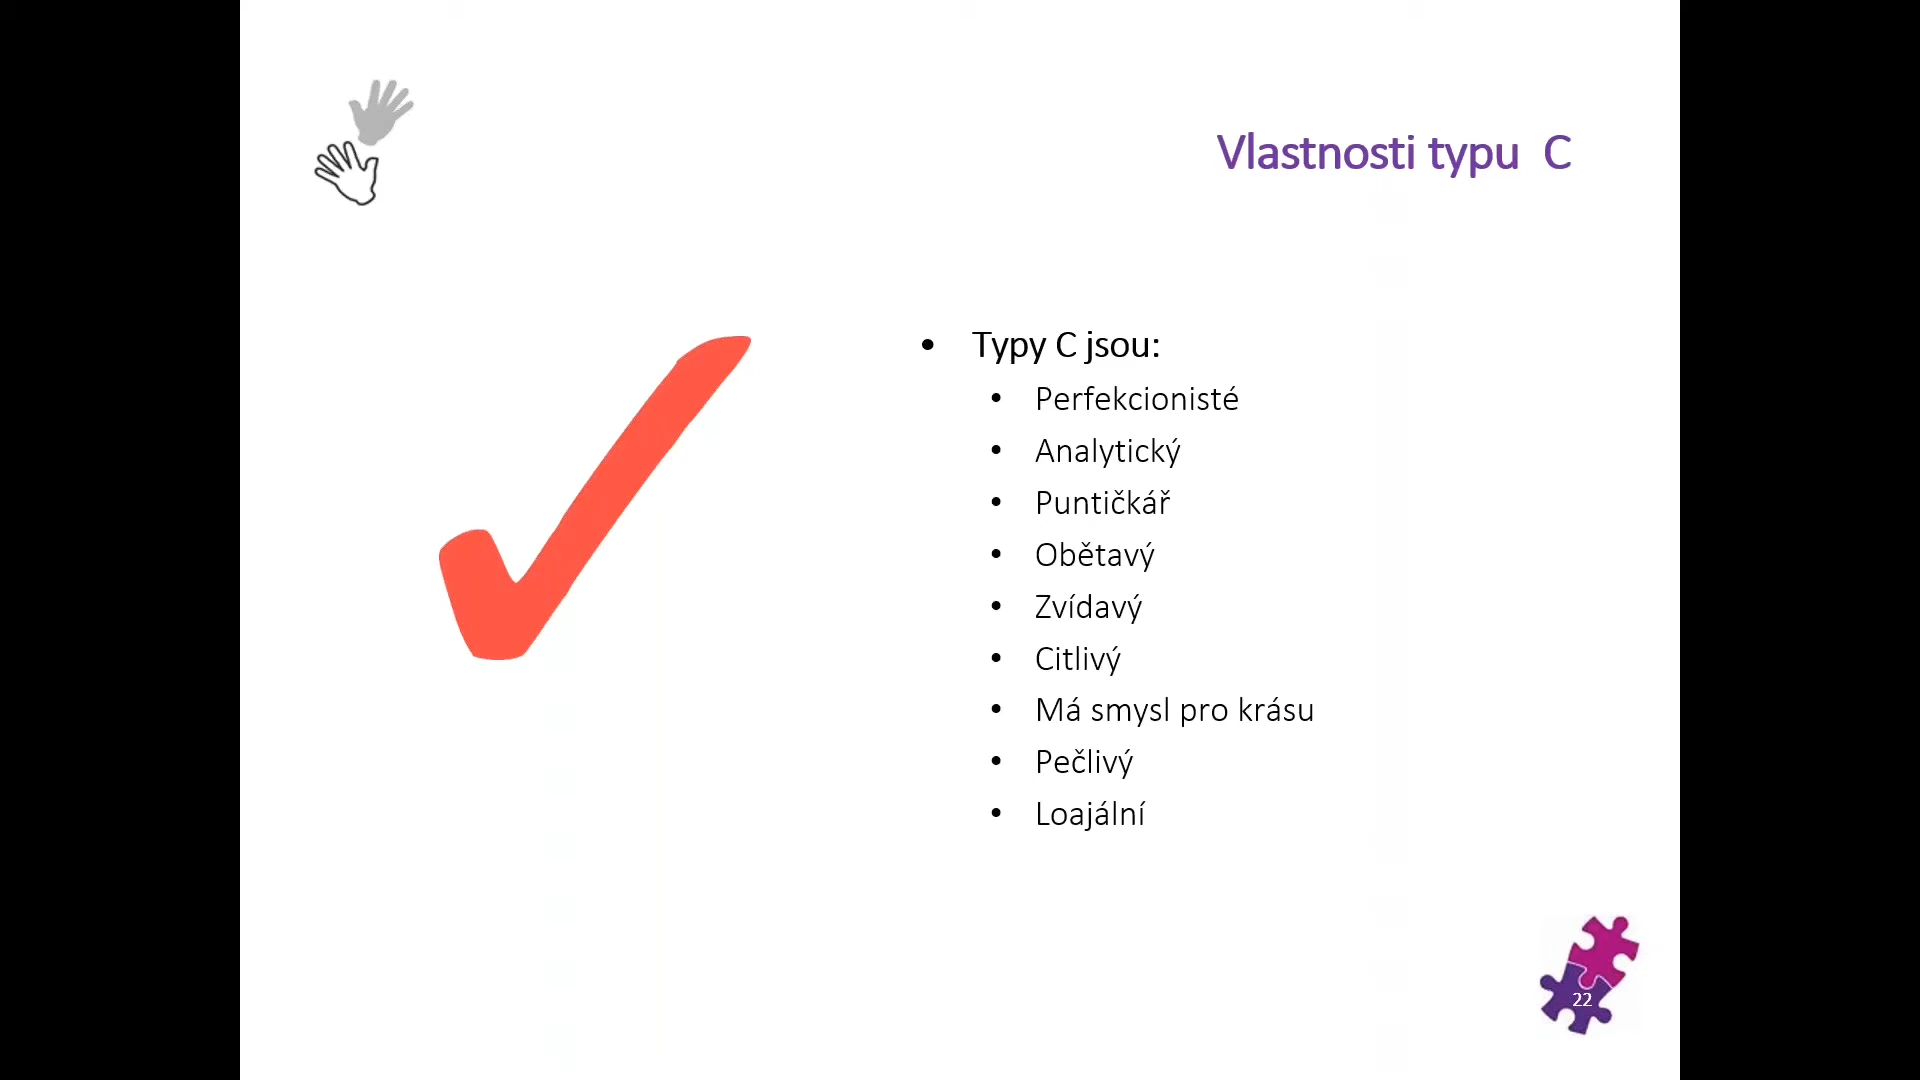 Vlastnosti typu  C
• Typy C jsou:
• Perfekcionisté
• Analytický
• Puntičkář
• Obětavý
• Zvídavý
• Citlivý
• Má smysl pro krásu
• Pečlivý
• Loajální
22